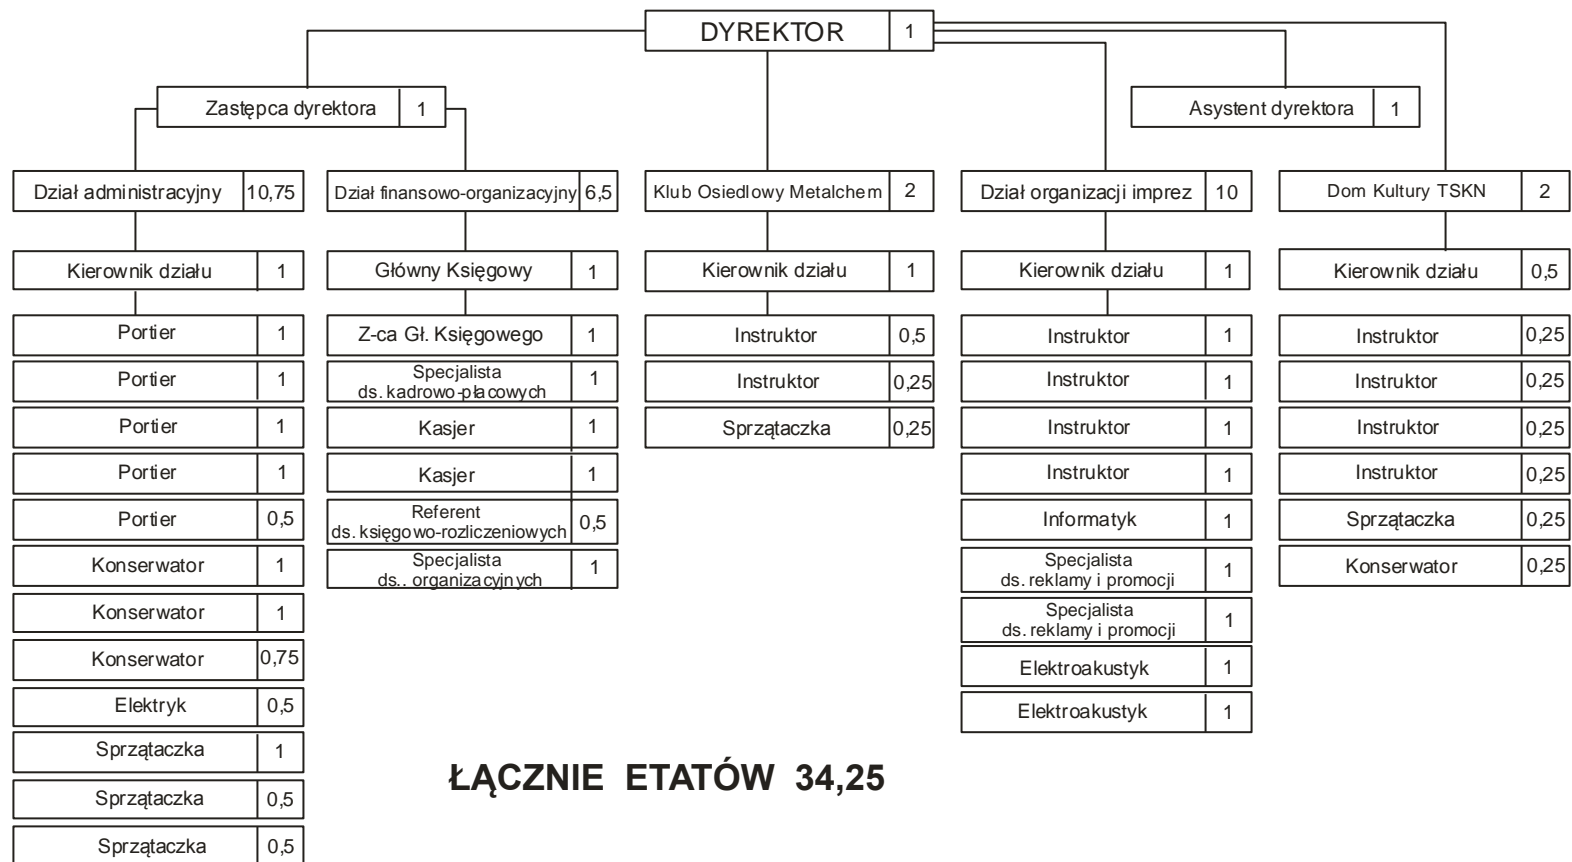 DYREKTOR 1
Zastępca dyrektora 1
Asystent dyrektora 1
Dział administracyjny 10,75
Kierownik działu 1
Portier 1
Portier 1
Portier 1
Portier 1
Portier 0,5
Konserwator 1
Konserwator 1
Konserwator 0,75
Elektryk 0,5
Sprzątaczka 1
Sprzątaczka 0,5
Sprzątaczka 0,5
Dział finansowo-organizacyjny 6,5
Główny Księgowy 1
Z-ca Gł. Księgowego 1
Specjalista
ds. kadrowo-płacowych 1
Kasjer 1
Kasjer 1
Referent
ds. księgowo-rozliczeniowych 0,5
Specjalista
ds.. organizacyjnych 1
Klub Osiedlowy Metalchem 2
Kierownik działu 1
Instruktor 0,5
Instruktor 0,25
Sprzątaczka 0,25
Dział organizacji imprez 10
Kierownik działu 1
Instruktor 1
Instruktor 1
Instruktor 1
Instruktor 1
Informatyk 1
Specjalista
ds. reklamy i promocji 1
Specjalista
ds. reklamy i promocji 1
Elektroakustyk 1
Elektroakustyk 1
Dom Kultury TSKN 2
Kierownik działu 0,5
Instruktor 0,25
Instruktor 0,25
Instruktor 0,25
Instruktor 0,25
Sprzątaczka 0,25
Konserwator 0,25
ŁĄCZNIE ETATÓW 34,25